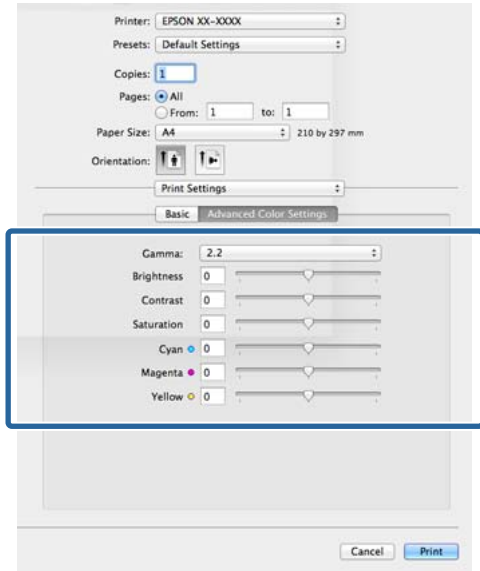 Printer: EPSON XX-XXXX
Presets: Default Settings
Copies: 1
Pages: All
From: 1 to: 1
Paper Size: A4 210 by 297 mm
Orientation:
Print Settings
Basic Advanced Color Settings
Gamma: 2.2
Brightness 0
Contrast 0
Saturation 0
Cyan 0
Magenta 0
Yellow 0
Cancel Print